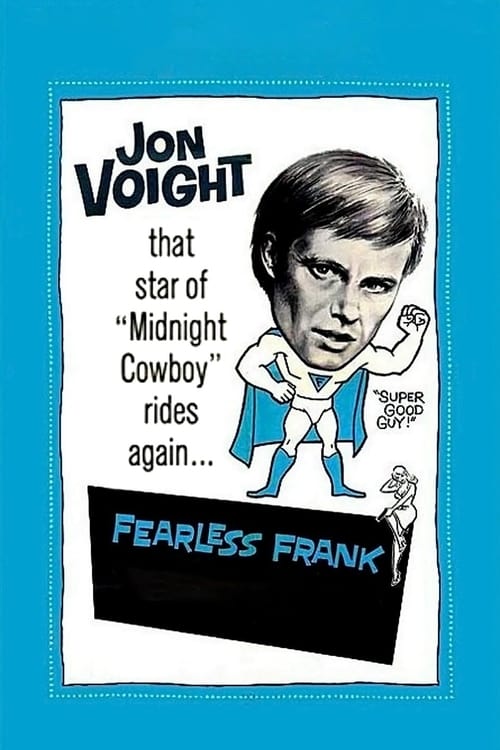 JON
VOIGHT
that
star of
“Midnight
Cowboy”
rides
again...
F
"SUPER
GOOD
GUY!"
FEARLESS FRANK